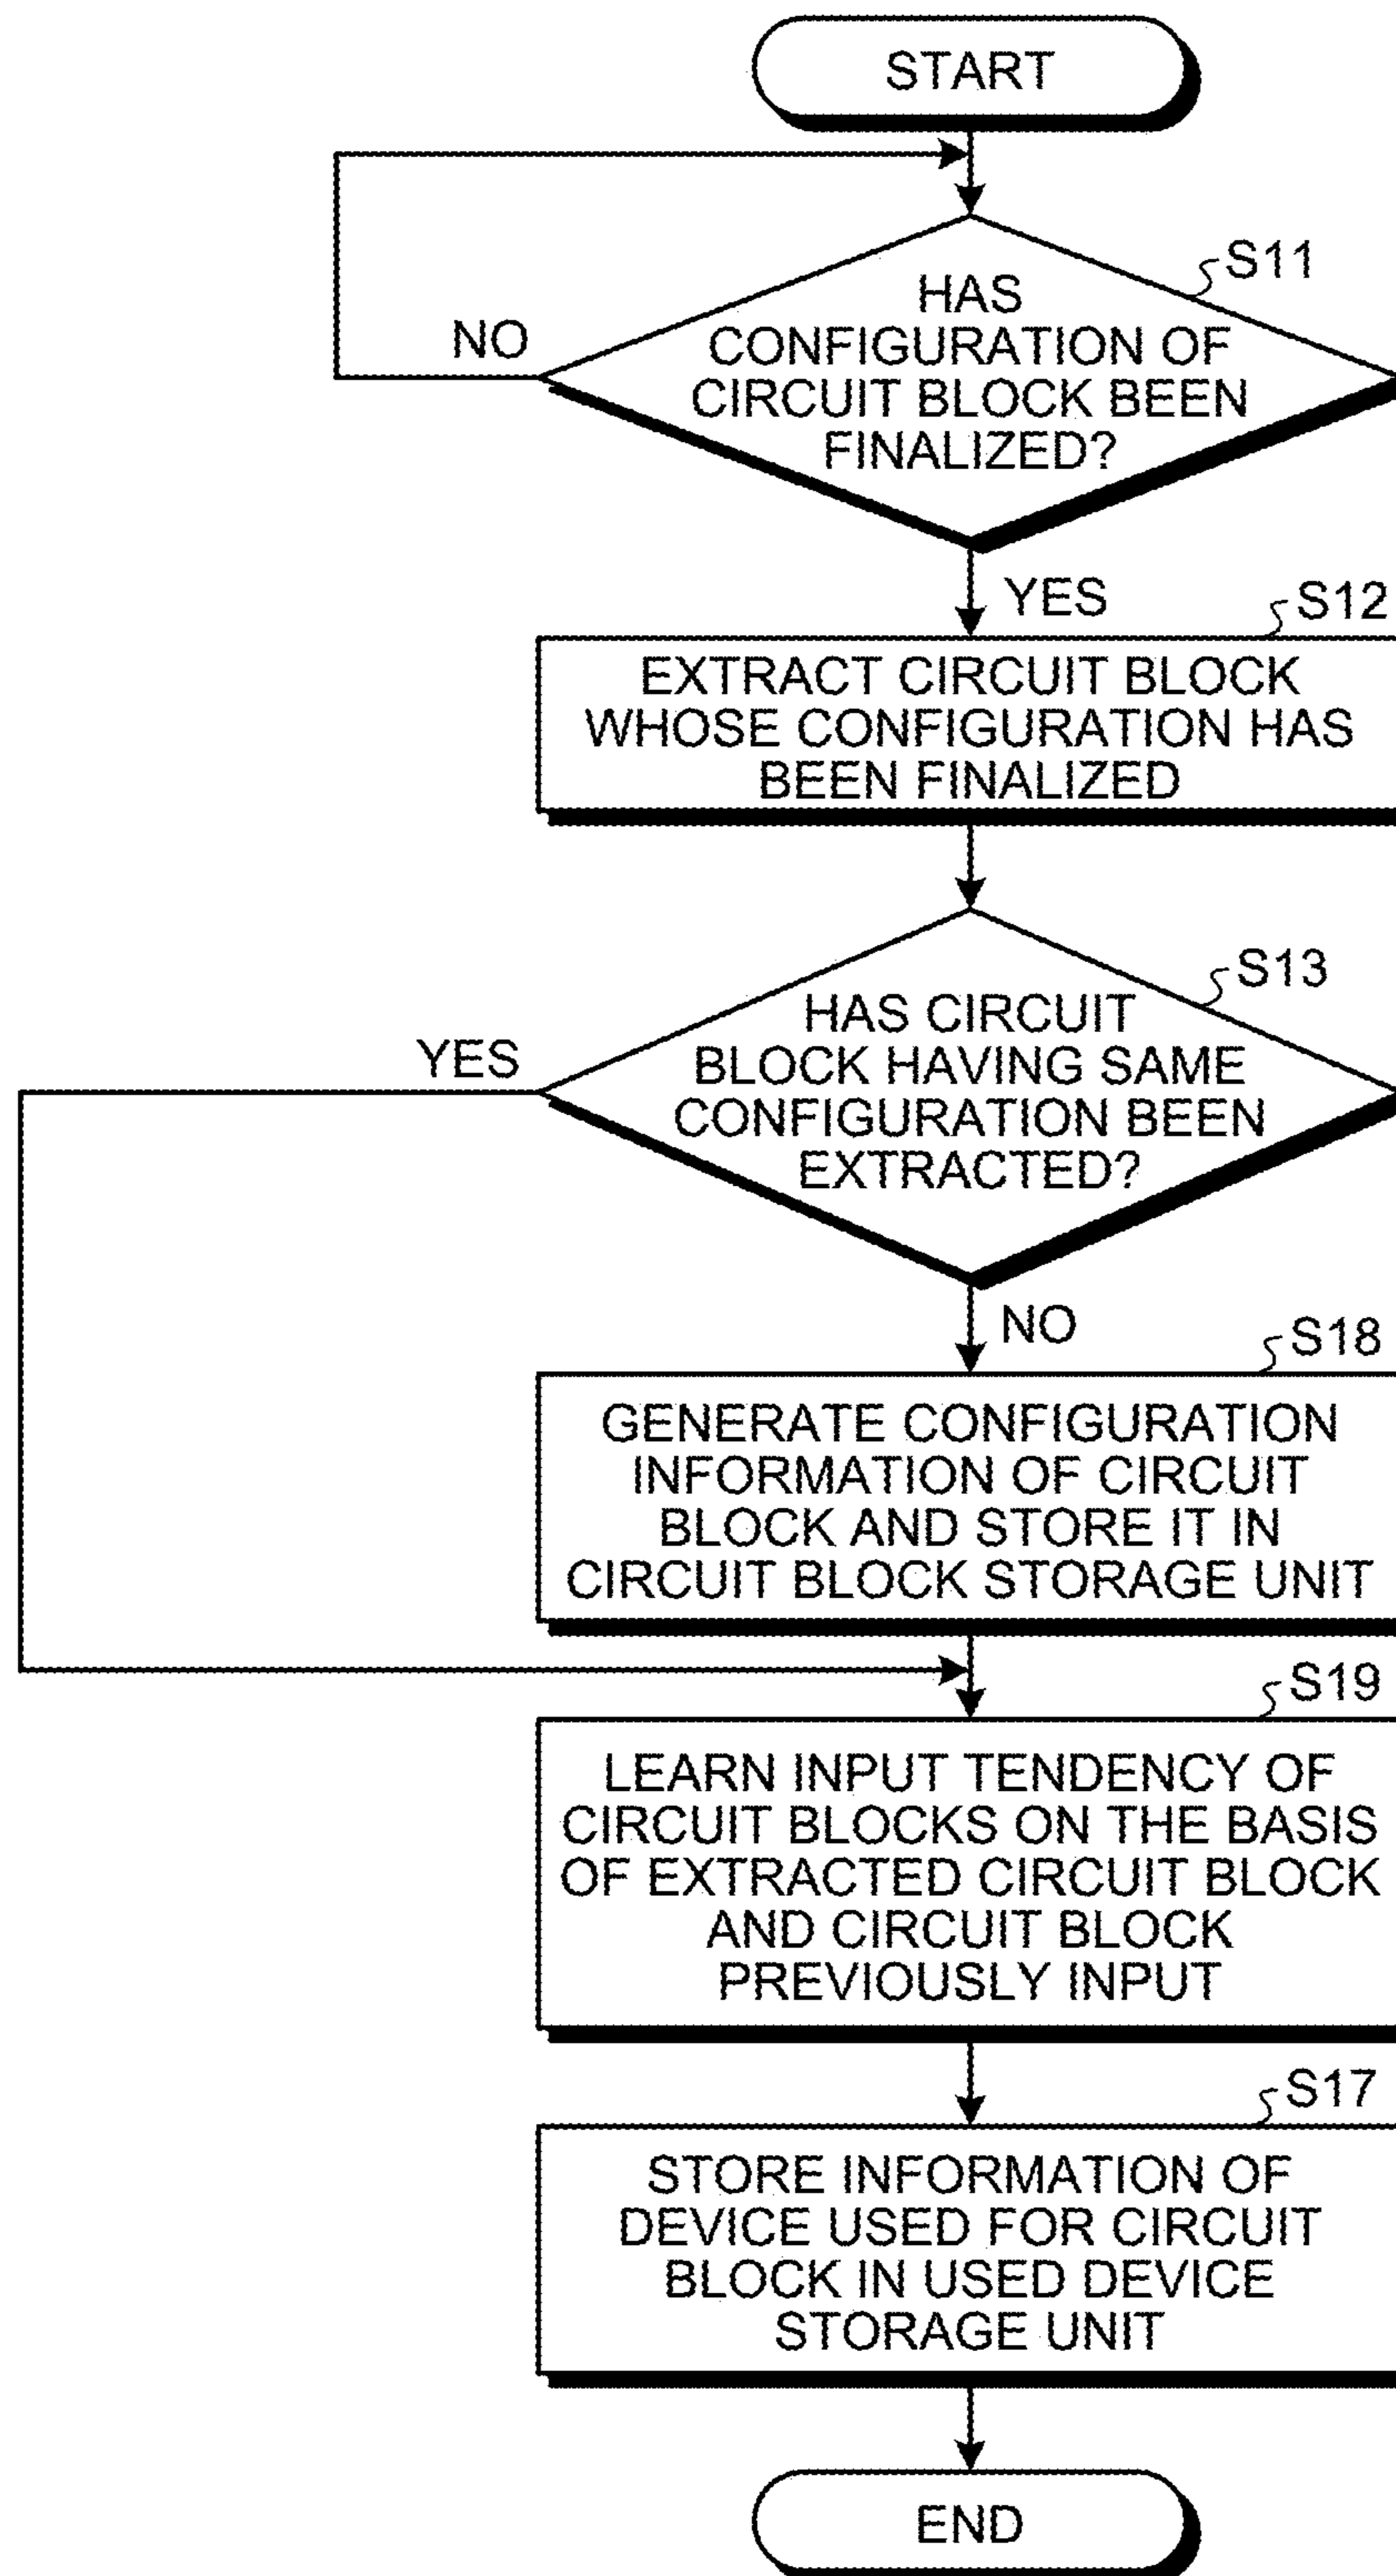 START
S11
HAS
CONFIGURATION OF
CIRCUIT BLOCK BEEN
FINALIZED?
NO
YES
S12
EXTRACT CIRCUIT BLOCK
WHOSE CONFIGURATION HAS
BEEN FINALIZED
S13
HAS CIRCUIT
BLOCK HAVING SAME
CONFIGURATION BEEN
EXTRACTED?
YES
NO
S18
GENERATE CONFIGURATION
INFORMATION OF CIRCUIT
BLOCK AND STORE IT IN
CIRCUIT BLOCK STORAGE UNIT
S19
LEARN INPUT TENDENCY OF
CIRCUIT BLOCKS ON THE BASIS
OF EXTRACTED CIRCUIT BLOCK
AND CIRCUIT BLOCK
PREVIOUSLY INPUT
S17
STORE INFORMATION OF
DEVICE USED FOR CIRCUIT
BLOCK IN USED DEVICE
STORAGE UNIT
END